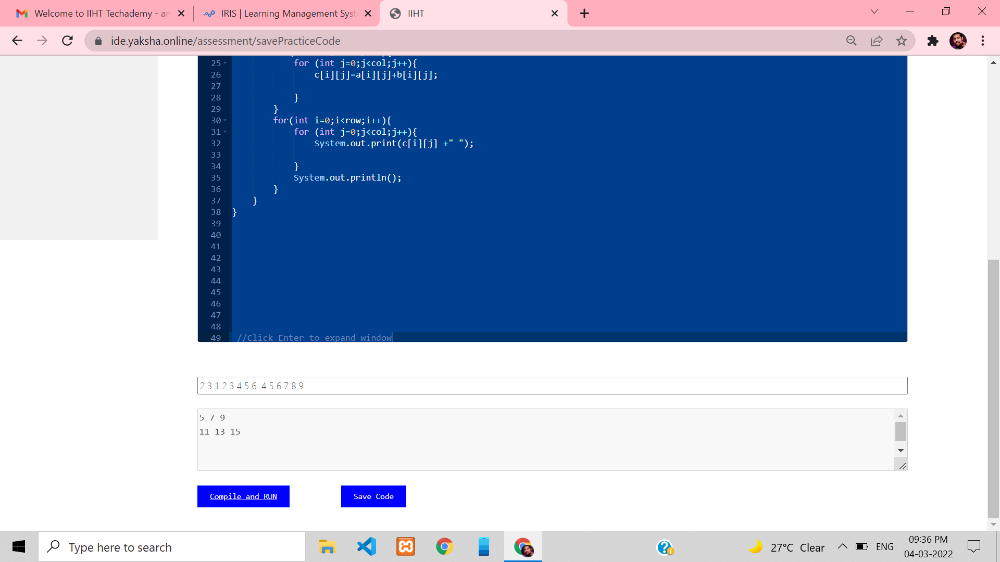 Welcome to IIHT Techademy - an
IRIS | Learning Management Syst
IIHT
ide.yaksha.online/assessment/savePracticeCode
25 for (int j=0;j<col;j++){
26 c[i][j]=a[i][j]+b[i][j];
27
28 }
29 }
30 for(int i=0;i<row;i++){
31 for (int j=0;j<col;j++){
32 System.out.print(c[i][j] +" ");
33
34 }
35 System.out.println();
36 }
37 }
38 }
39
40
41
42
43
44
45
46
47
48
49 //Click Enter to expand window
2 3 1 2 3 4 5 6  4 5 6 7 8 9
5 7 9
11 13 15
Compile and RUN
Save Code
Type here to search
27°C Clear
ENG
09:36 PM
04-03-2022